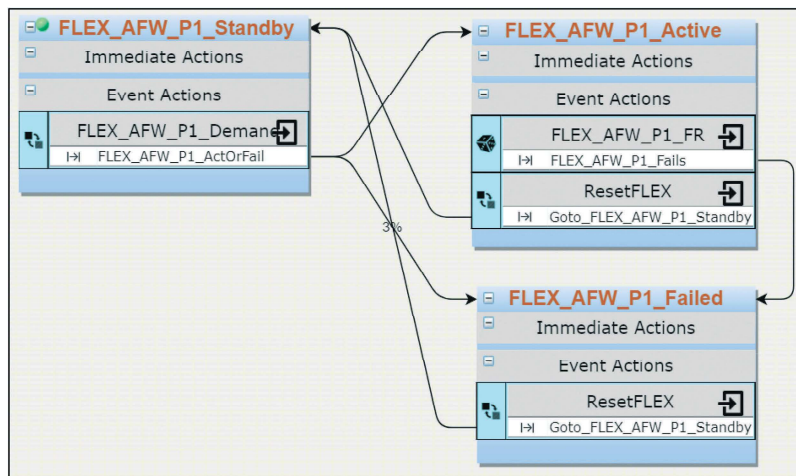 FLEX_AFW_P1_Standby
Immediate Actions
Event Actions
FLEX_AFW_P1_Demand
FLEX_AFW_P1_ActOrFail
FLEX_AFW_P1_Active
Immediate Actions
Event Actions
FLEX_AFW_P1_FR
FLEX_AFW_P1_Fails
ResetFLEX
Goto_FLEX_AFW_P1_Standby
3%
FLEX_AFW_P1_Failed
Immediate Actions
Event Actions
ResetFLEX
Goto_FLEX_AFW_P1_Standby